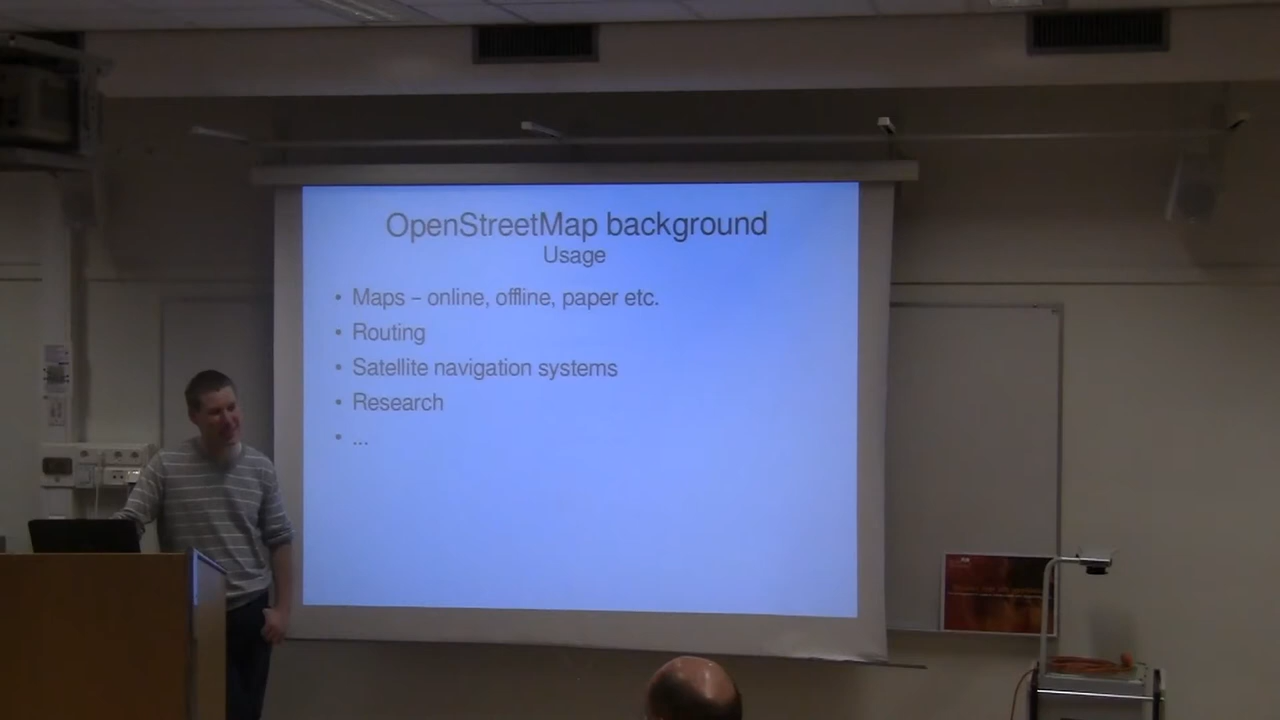 OpenStreetMap background
Usage
• Maps – online, offline, paper etc.
• Routing
• Satellite navigation systems
• Research
• ...